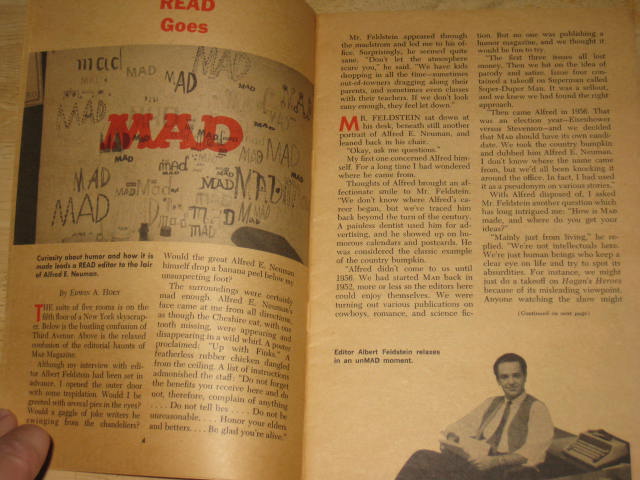 READ
Goes
MAD
Curiosity about humor and how it is
made leads a READ editor to the lair
of Alfred E. Neuman.
By EDWIN A. HOEY
THE suite of five rooms is on the
fifth floor of a New York skyscrap-
er. Below is the bustling confusion of
Third Avenue. Above is the relaxed
confusion of the editorial haunts of
MAD Magazine.
Although my interview with edi-
tor Albert Feldstein had been set in
advance, I opened the outer door
with some trepidation. Would I be
greeted with several pies in the eyes?
Would a gaggle of joke writers be
swinging from the chandeliers?
Would the great Alfred E. Neuman
himself drop a banana peel below my
unsuspecting foot?
The surroundings were certainly
mad enough. Alfred E. Neuman's
face came at me from all directions,
as though the Cheshire cat, with one
tooth missing, were appearing and
disappearing in a wild whirl. A poster
proclaimed: "Up with Finks." A
featherless rubber chicken dangled
from the ceiling. A list of instructions
admonished the staff: "Do not forget
the benefits you receive here and do
not, therefore, complain of anything
. . . . Do not tell lies . . . . Do not be
unreasonable. . . . Honor your elders
and betters. . . . Be glad you're alive."
4
Mr. Feldstein appeared through
the maelstrom and led me to his of-
fice. Surprisingly, he seemed quite
sane. "Don't let the atmosphere
scare you," he said. "We have kids
dropping in all the time—sometimes
out-of-towners dragging along their
parents, and sometimes even classes
with their teachers. If we don't look
zany enough, they feel let down."
MR. FELDSTEIN sat down at
his desk, beneath still another
portrait of Alfred E. Neuman, and
leaned back in his chair.
"Okay, ask me questions."
My first one concerned Alfred him-
self. For a long time I had wondered
where he came from.
Thoughts of Alfred brought an af-
fectionate smile to Mr. Feldstein.
"We don't know where Alfred's ca-
reer began, but we've traced him
back beyond the turn of the century.
A painless dentist used him for ad-
vertising, and he showed up on hu-
morous calendars and postcards. He
was considered the classic example
of the country bumpkin.
"Alfred didn't come to us until
1956. We had started MAD back in
1952, more or less so the editors here
could enjoy themselves. We were
turning out various publications on
cowboys, romance, and science fic-
tion. But no one was publishing a
humor magazine, and we thought it
would be fun to try.
"The first three issues all lost
money. Then we hit on the idea of
parody and satire. Issue four con-
tained a takeoff on Superman called
Super-Duper Man. It was a sellout,
and we knew we had found the right
approach.
"Then came Alfred in 1956. That
was an election year—Eisenhower
versus Stevenson—and we decided
that MAD should have its own candi-
date. We took the country bumpkin
and dubbed him Alfred E. Neuman.
I don't know where the name came
from, but we'd all been knocking it
around the office. In fact, I had used
it as a pseudonym on various stories."
With Alfred disposed of, I asked
Mr. Feldstein another question which
has long intrigued me: "How is MAD
made, and where do you get your
ideas?"
"Mainly just from living," he re-
plied. "We're not intellectuals here.
We're just human beings who keep a
clear eye on life and try to spot its
absurdities. For instance, we might
just do a takeoff on Hogan's Heroes
because of its misleading viewpoint.
Anyone watching the show might
(Continued on next page)
Editor Albert Feldstein relaxes
in an unMAD moment.